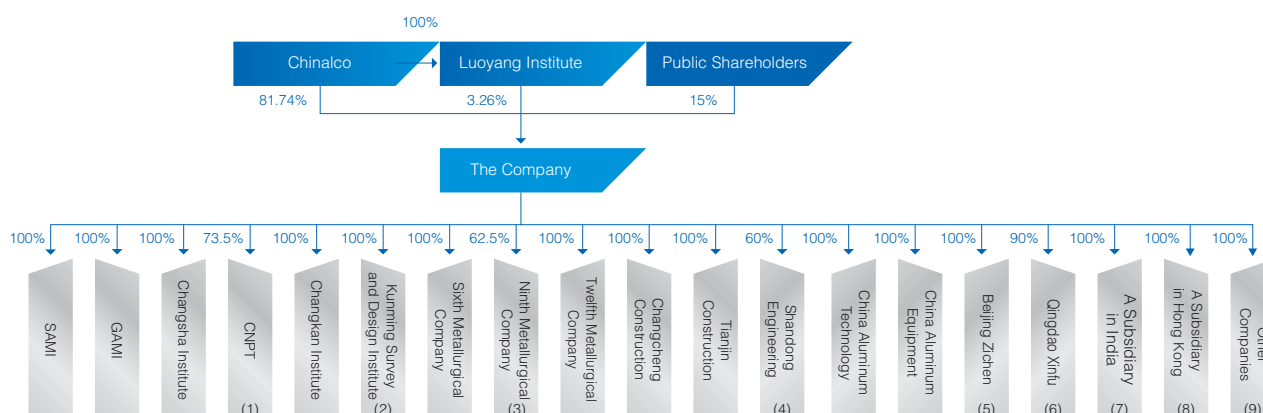 100%
Chinalco
Luoyang Institute
Public Shareholders
81.74%
3.26%
15%
The Company
100%
100%
100%
73.5%
100%
100%
100%
62.5%
100%
100%
100%
60%
100%
100%
100%
90%
100%
100%
100%
SAMI
GAMI
Changsha Institute
CNPT
(1)
Changkan Institute
Kunming Survey
and Design Institute
(2)
Sixth Metallurgical
Company
Ninth Metallurgical
Company
(3)
Twelfth Metallurgical
Company
Changcheng
Construction
Tianjin
Construction
Shandong
Engineering
(4)
China Aluminum
Technology
China Aluminum
Equipment
Beijing Zichen
(5)
Qingdao Xinfu
(6)
A Subsidiary
in India
(7)
A Subsidiary
in Hong Kong
(8)
Other
Companies
(9)